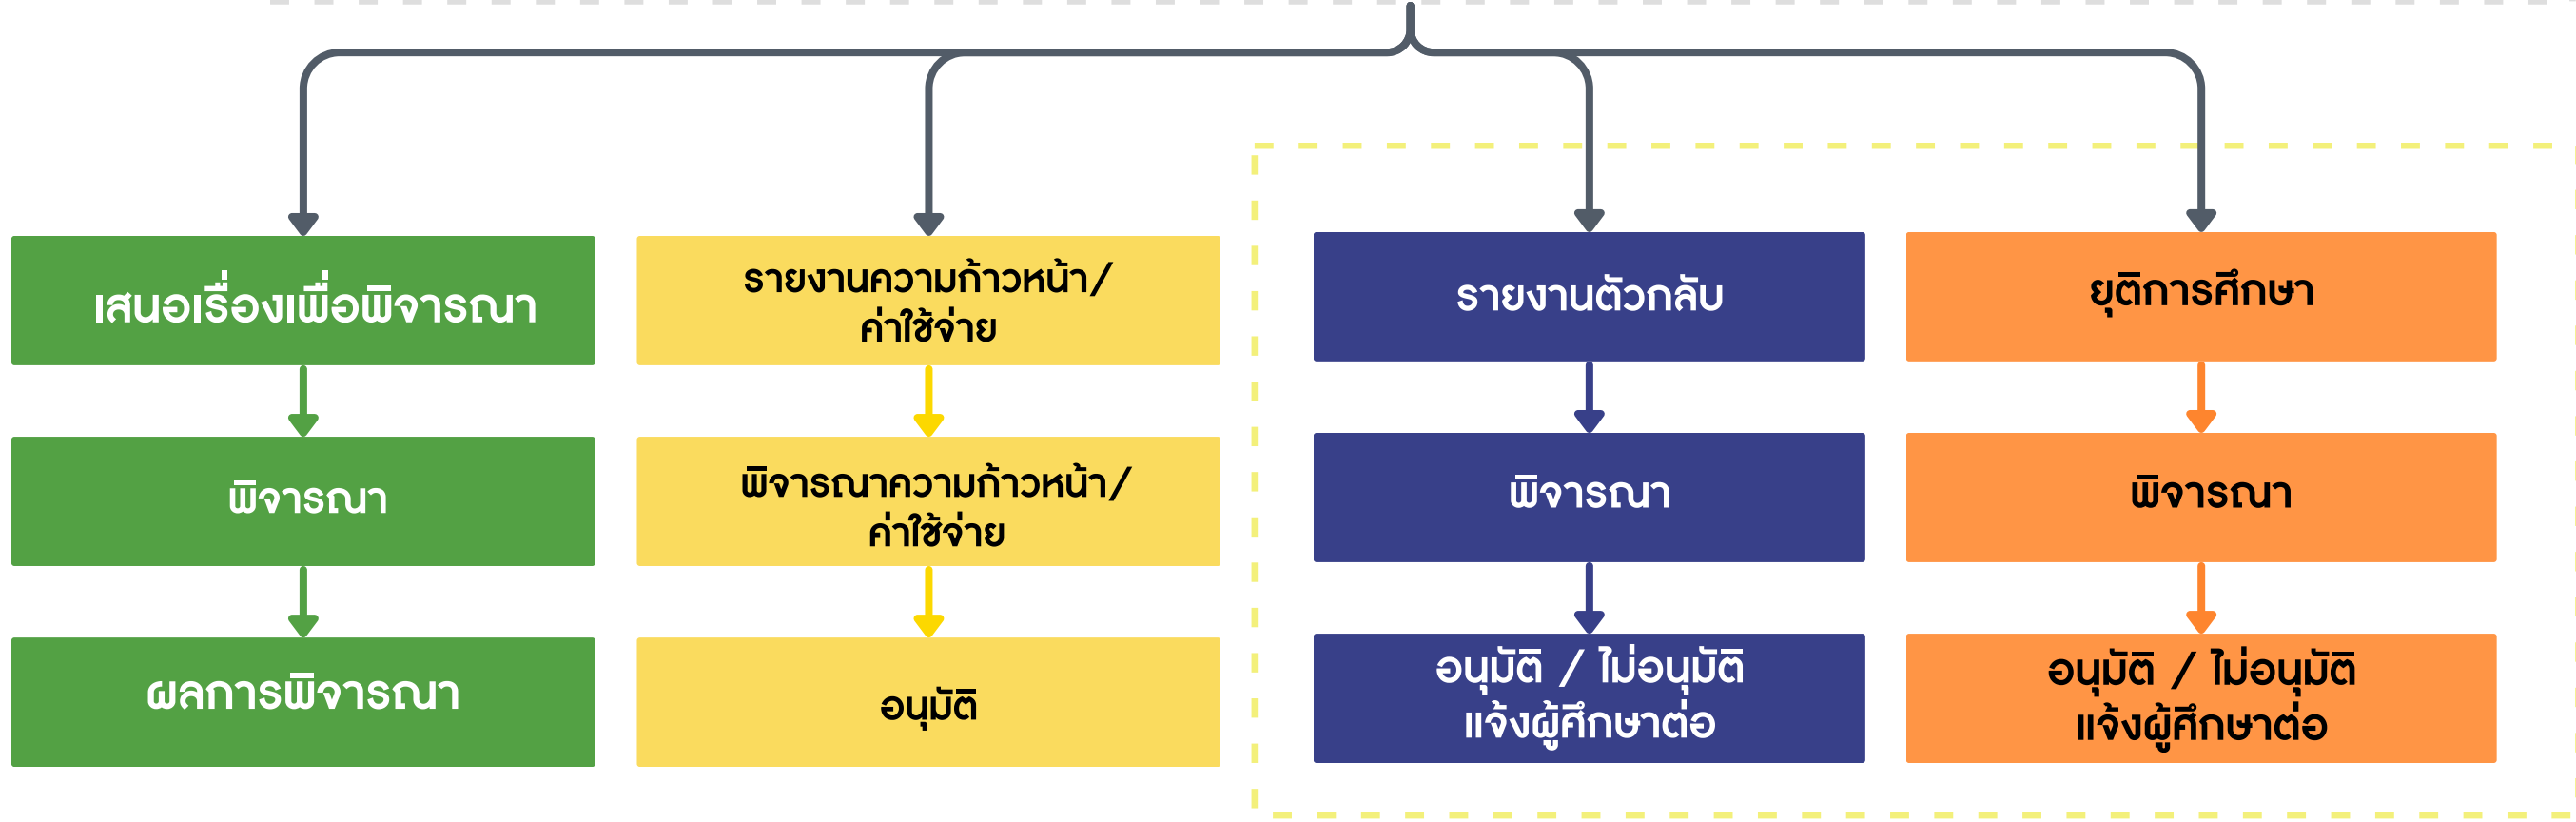 เสนอเรื่องเพื่อพิจารณา
พิจารณา
ผลการพิจารณา
รายงานความก้าวหน้า/
ค่าใช้จ่าย
พิจารณาความก้าวหน้า/
ค่าใช้จ่าย
อนุมัติ
รายงานตัวกลับ
พิจารณา
อนุมัติ / ไม่อนุมัติ
แจ้งผู้ศึกษาต่อ
ยุติการศึกษา
พิจารณา
อนุมัติ / ไม่อนุมัติ
แจ้งผู้ศึกษาต่อ